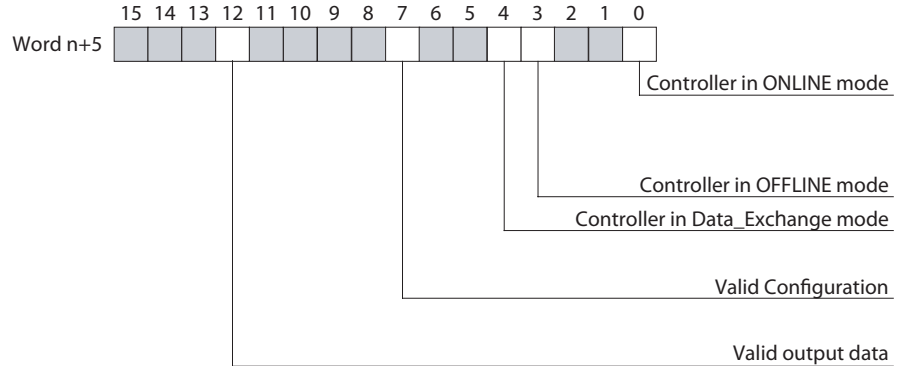 15 14 13 12 11 10 9 8 7 6 5 4 3 2 1 0
Word n+5
Controller in ONLINE mode
Controller in OFFLINE mode
Controller in Data_Exchange mode
Valid Configuration
Valid output data